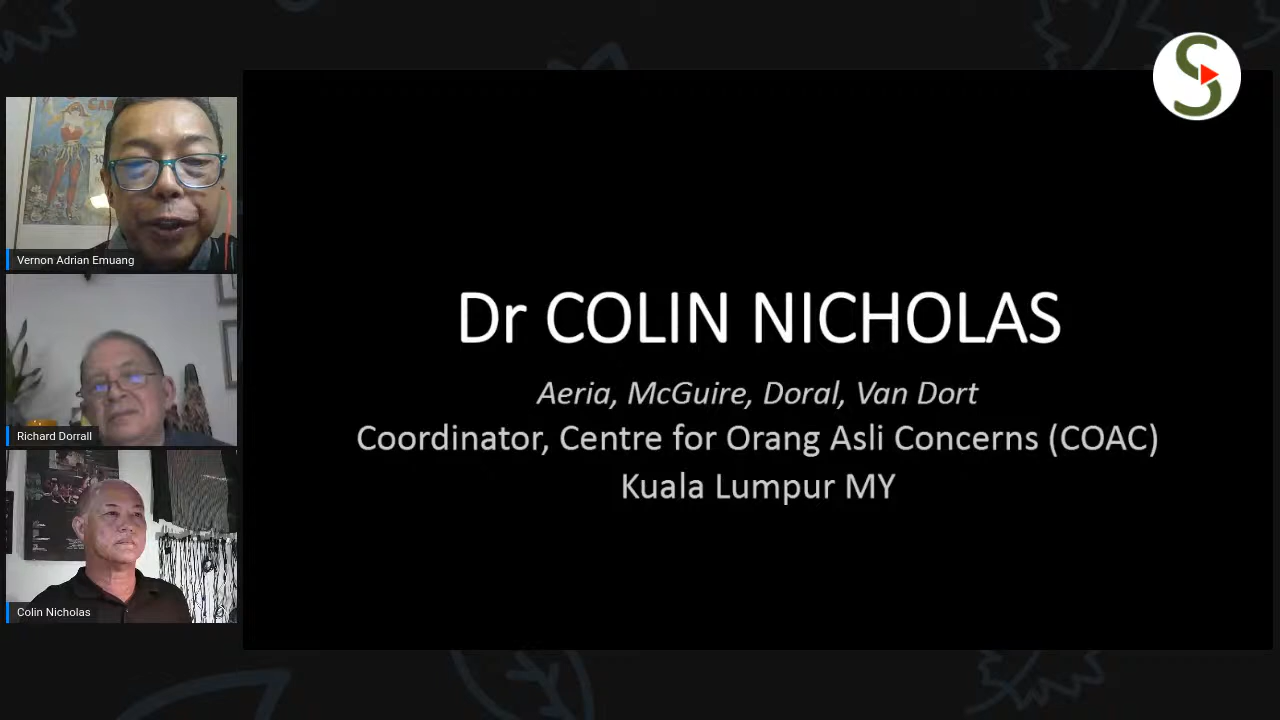 Vernon Adrian Emuang
Richard Dorrall
Colin Nicholas
Dr COLIN NICHOLAS
Aeria, McGuire, Doral, Van Dort
Coordinator, Centre for Orang Asli Concerns (COAC)
Kuala Lumpur MY